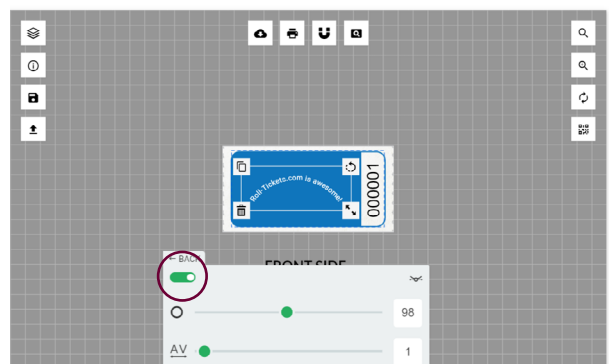 Roll-Tickets.com is awesome!
000001
← BACK
FRONT SIDE
98
AV
1